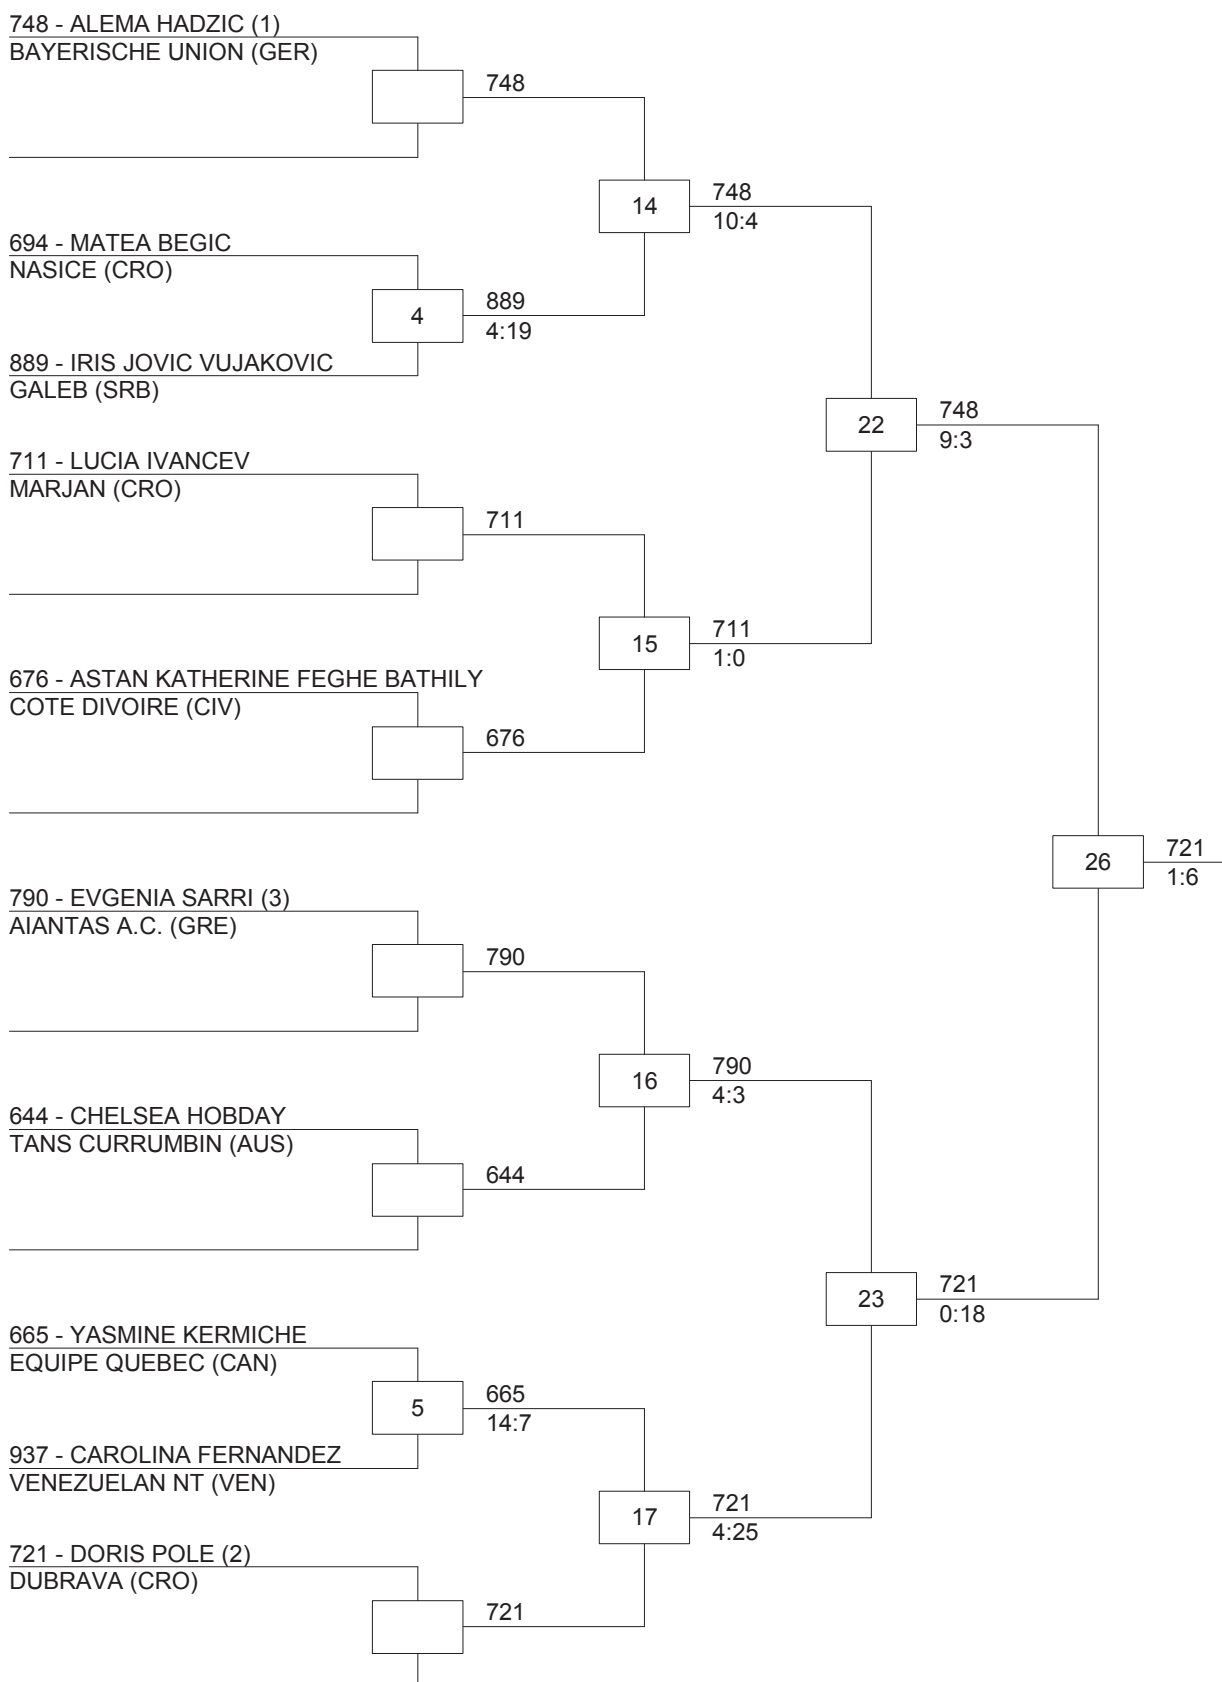 748 - ALEMA HADZIC (1)
BAYERISCHE UNION (GER)
748
14
748
10:4
694 - MATEA BEGIC
NASICE (CRO)
4
889
4:19
889 - IRIS JOVIC VUJAKOVIC
GALEB (SRB)
22
748
9:3
711 - LUCIA IVANCEV
MARJAN (CRO)
711
15
711
1:0
676 - ASTAN KATHERINE FEGHE BATHILY
COTE DIVOIRE (CIV)
676
26
721
1:6
790 - EVGENIA SARRI (3)
AIANTAS A.C. (GRE)
790
16
790
4:3
644 - CHELSEA HOBDAY
TANS CURRUMBIN (AUS)
644
23
721
0:18
665 - YASMINE KERMICHE
EQUIPE QUEBEC (CAN)
5
665
14:7
937 - CAROLINA FERNANDEZ
VENEZUELAN NT (VEN)
17
721
4:25
721 - DORIS POLE (2)
DUBRAVA (CRO)
721